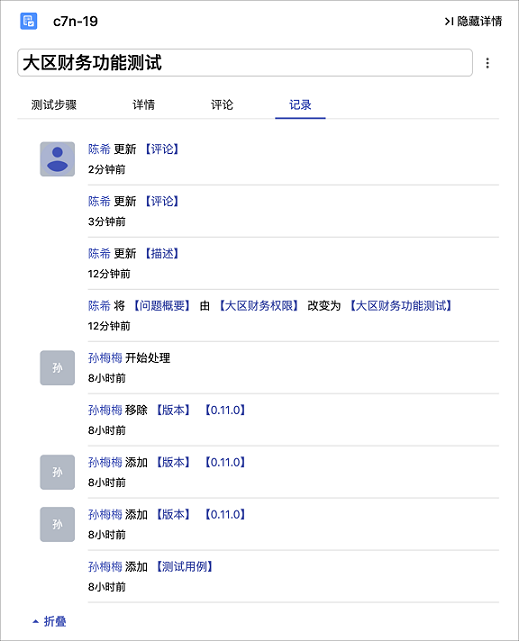 c7n-19
隐藏详情
大区财务功能测试
测试步骤 详情 评论 记录
陈希 更新 【评论】
2分钟前
陈希 更新 【评论】
3分钟前
陈希 更新 【描述】
12分钟前
陈希 将 【问题概要】 由 【大区财务权限】 改变为 【大区财务功能测试】
12分钟前
孙
孙梅梅 开始处理
8小时前
孙梅梅 移除 【版本】 【0.11.0】
8小时前
孙
孙梅梅 添加 【版本】 【0.11.0】
8小时前
孙
孙梅梅 添加 【版本】 【0.11.0】
8小时前
孙梅梅 添加 【测试用例】
8小时前
折叠